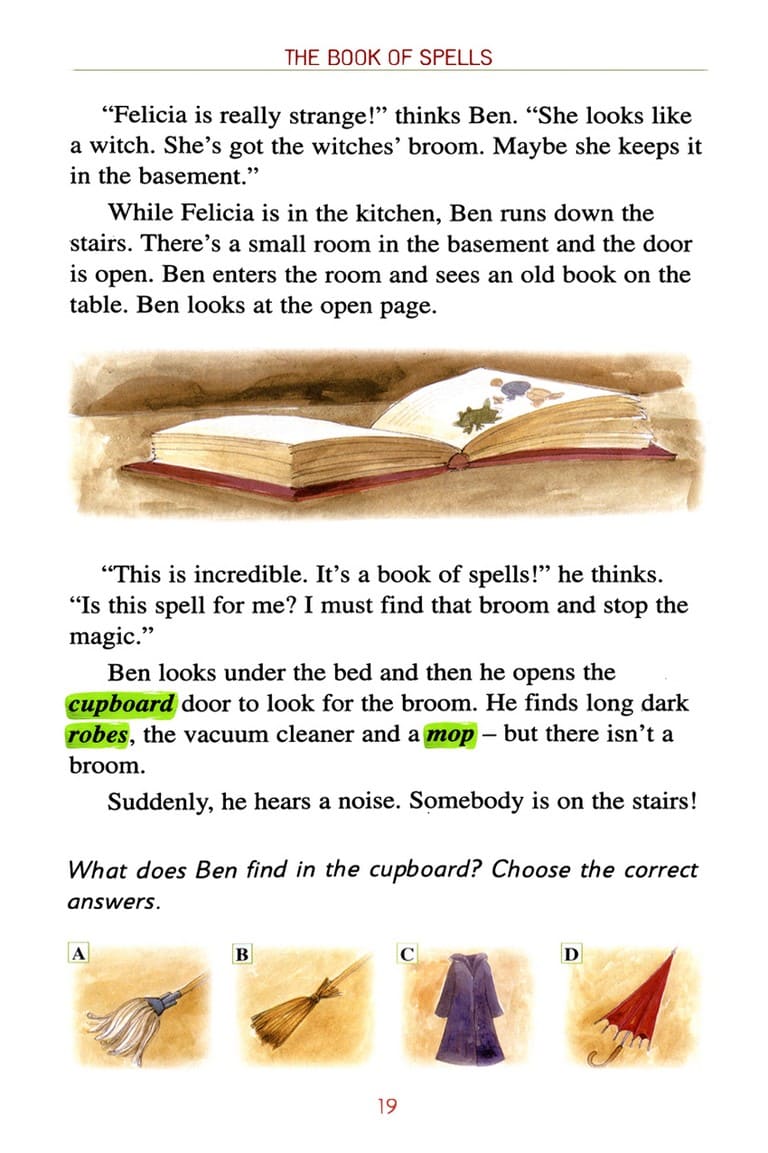 THE BOOK OF SPELLS
“Felicia is really strange!” thinks Ben. “She looks like
a witch. She’s got the witches’ broom. Maybe she keeps it
in the basement.”
While Felicia is in the kitchen, Ben runs down the
stairs. There’s a small room in the basement and the door
is open. Ben enters the room and sees an old book on the
table. Ben looks at the open page.
“This is incredible. It’s a book of spells!” he thinks.
“Is this spell for me? I must find that broom and stop the
magic.”
Ben looks under the bed and then he opens the
cupboard door to look for the broom. He finds long dark
robes, the vacuum cleaner and a mop – but there isn’t a
broom.
Suddenly, he hears a noise. Somebody is on the stairs!
What does Ben find in the cupboard? Choose the correct
answers.
A B C D
19